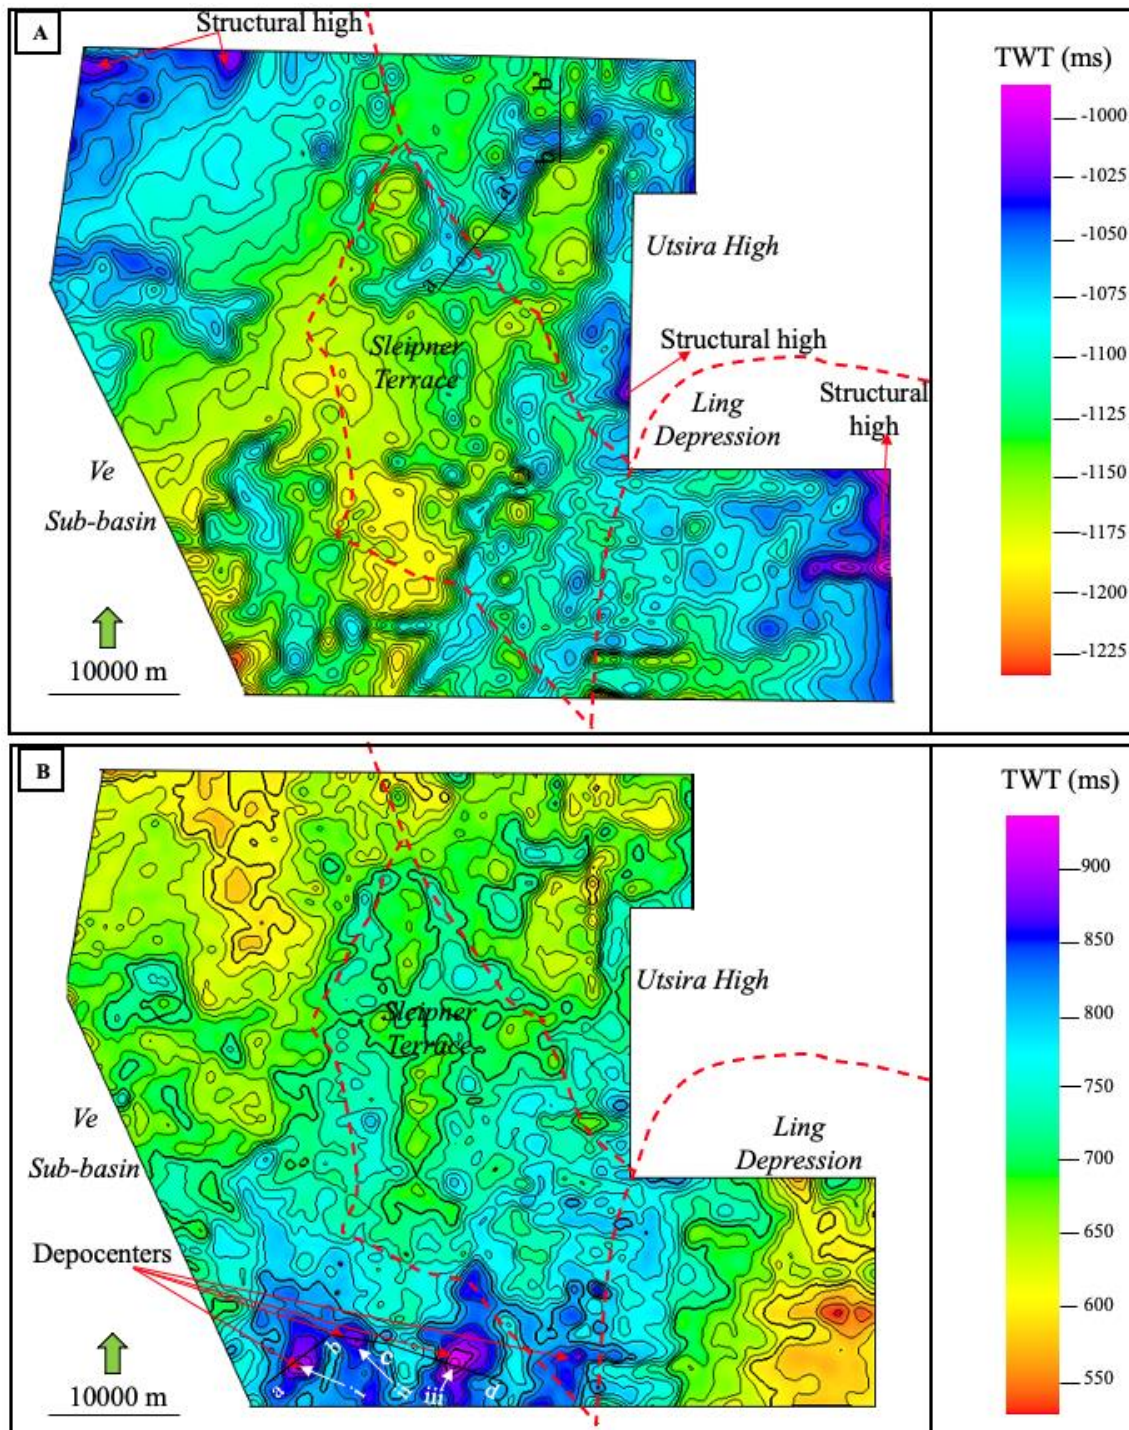 A
Structural high
TWT (ms)
-1000
-1025
-1050
-1075
-1100
-1125
-1150
-1175
-1200
-1225
b'
b
a'
a
Utsira High
Structural high
Sleipner
Terrace
Ling
Depression
Structural
high
Ve
Sub-basin
10000 m
B
TWT (ms)
900
850
800
750
700
650
600
550
Utsira High
Sleipner
Terrace
Ve
Sub-basin
Ling
Depression
Depocenters
10000 m
a
b
c
d
i
ii
iii